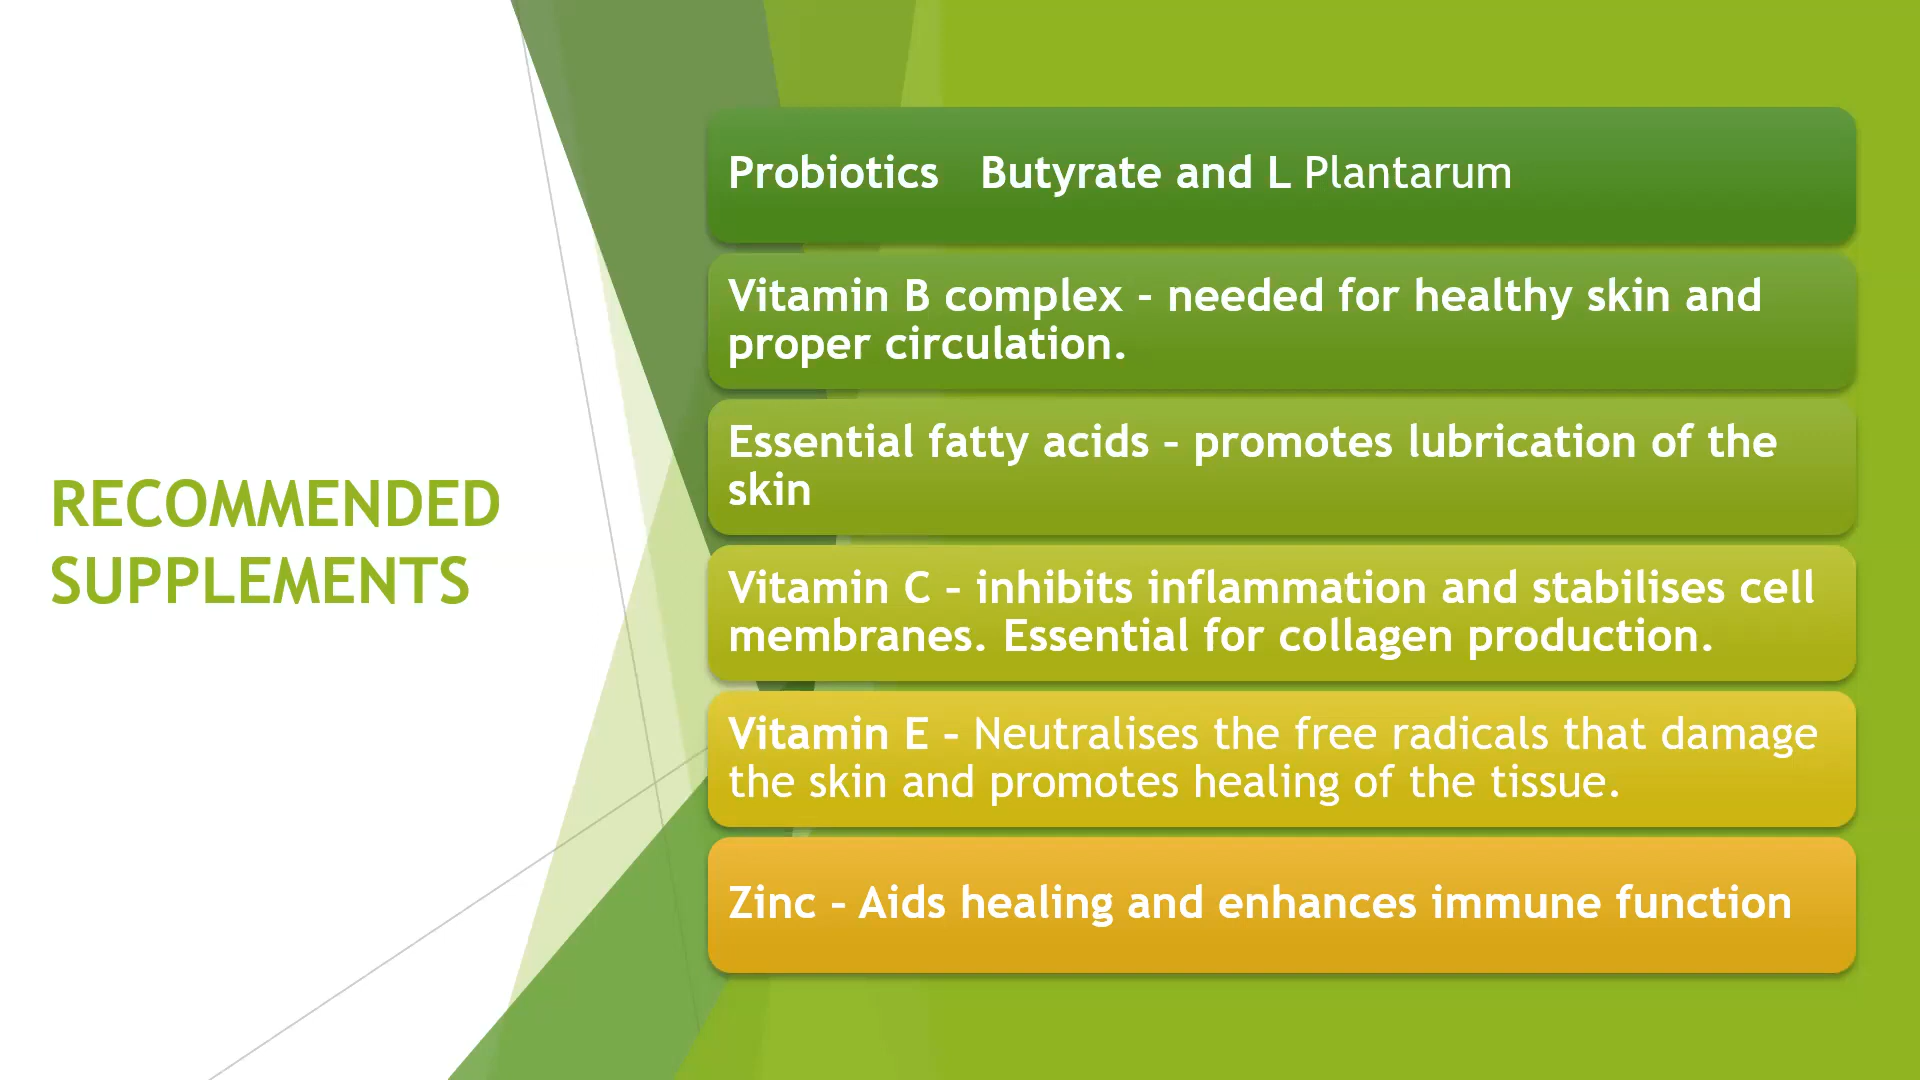 RECOMMENDED
SUPPLEMENTS
Probiotics   Butyrate and L Plantarum
Vitamin B complex – needed for healthy skin and
proper circulation.
Essential fatty acids – promotes lubrication of the
skin
Vitamin C – inhibits inflammation and stabilises cell
membranes. Essential for collagen production.
Vitamin E – Neutralises the free radicals that damage
the skin and promotes healing of the tissue.
Zinc – Aids healing and enhances immune function